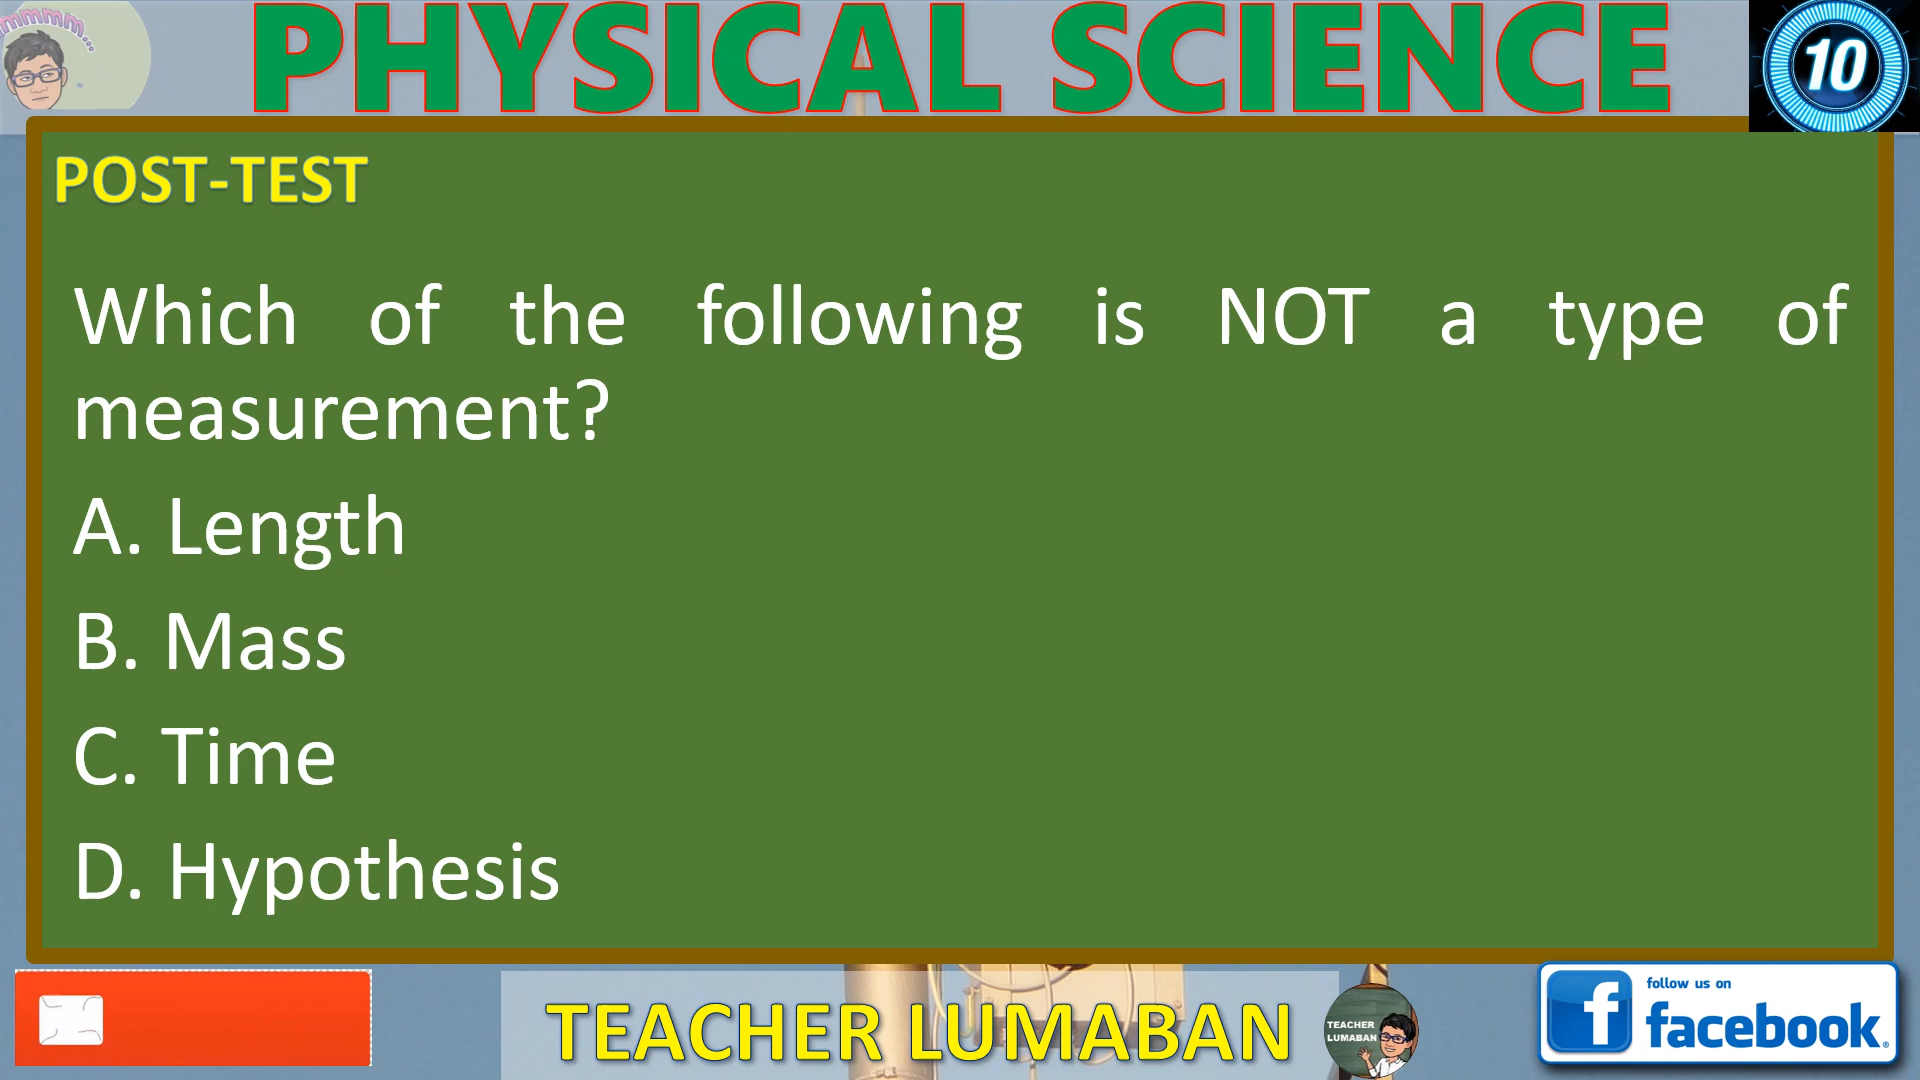 mmmm...
PHYSICAL SCIENCE
10
POST-TEST
Which of the following is NOT a type of
measurement?
A. Length
B. Mass
C. Time
D. Hypothesis
TEACHER LUMABAN
TEACHER
LUMABAN
follow us on
facebook.